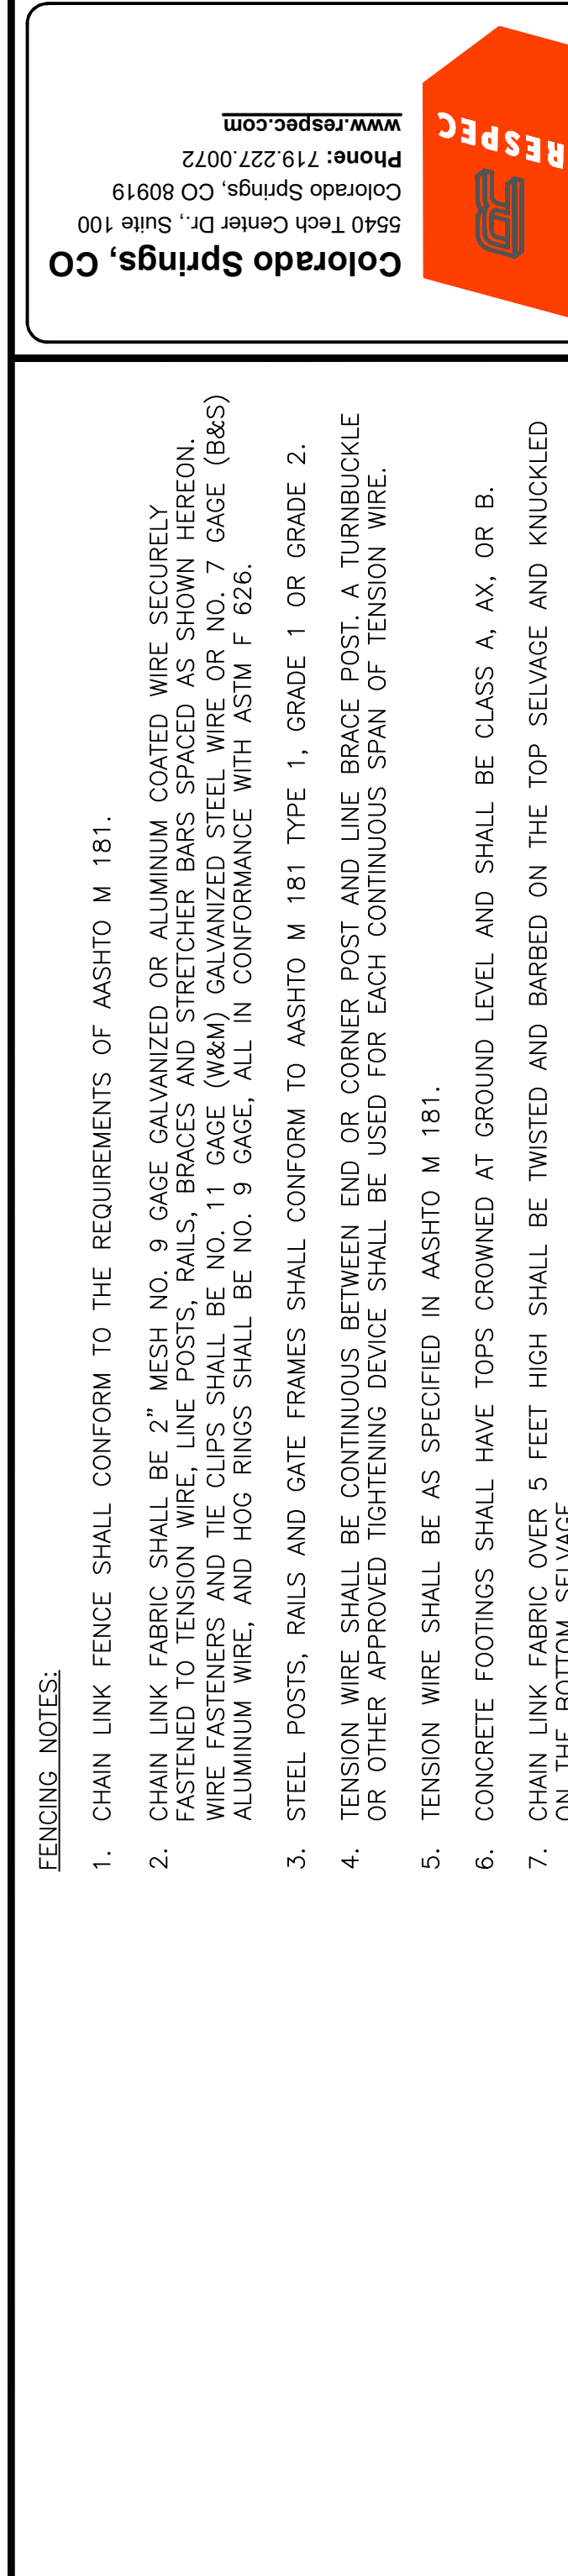 FENCING NOTES:
1. CHAIN LINK FENCE SHALL CONFORM TO THE REQUIREMENTS OF AASHTO M 181.
2. CHAIN LINK FABRIC SHALL BE 2" MESH NO. 9 GAGE GALVANIZED OR ALUMINUM COATED WIRE SECURELY
FASTENED TO TENSION WIRE, LINE POSTS, RAILS, BRACES AND STRETCHER BARS SPACED AS SHOWN HEREON.
WIRE FASTENERS AND TIE CLIPS SHALL BE NO. 11 GAGE (W&M) GALVANIZED STEEL WIRE OR NO. 7 GAGE (B&S)
ALUMINUM WIRE, AND HOG RINGS SHALL BE NO. 9 GAGE, ALL IN CONFORMANCE WITH ASTM F 626.
3. STEEL POSTS, RAILS AND GATE FRAMES SHALL CONFORM TO AASHTO M 181 TYPE 1, GRADE 1 OR GRADE 2.
4. TENSION WIRE SHALL BE CONTINUOUS BETWEEN END OR CORNER POST AND LINE BRACE POST. A TURNBUCKLE
OR OTHER APPROVED TIGHTENING DEVICE SHALL BE USED FOR EACH CONTINUOUS SPAN OF TENSION WIRE.
5. TENSION WIRE SHALL BE AS SPECIFIED IN AASHTO M 181.
6. CONCRETE FOOTINGS SHALL HAVE TOPS CROWNED AT GROUND LEVEL AND SHALL BE CLASS A, AX, OR B.
7. CHAIN LINK FABRIC OVER 5 FEET HIGH SHALL BE TWISTED AND BARBED ON THE TOP SELVAGE AND KNUCKLED
ON THE BOTTOM SELVAGE
Colorado Springs, CO
5540 Tech Center Dr., Suite 100
Colorado Springs, CO 80919
Phone: 719.227.0072
www.respec.com
R
RESPEC